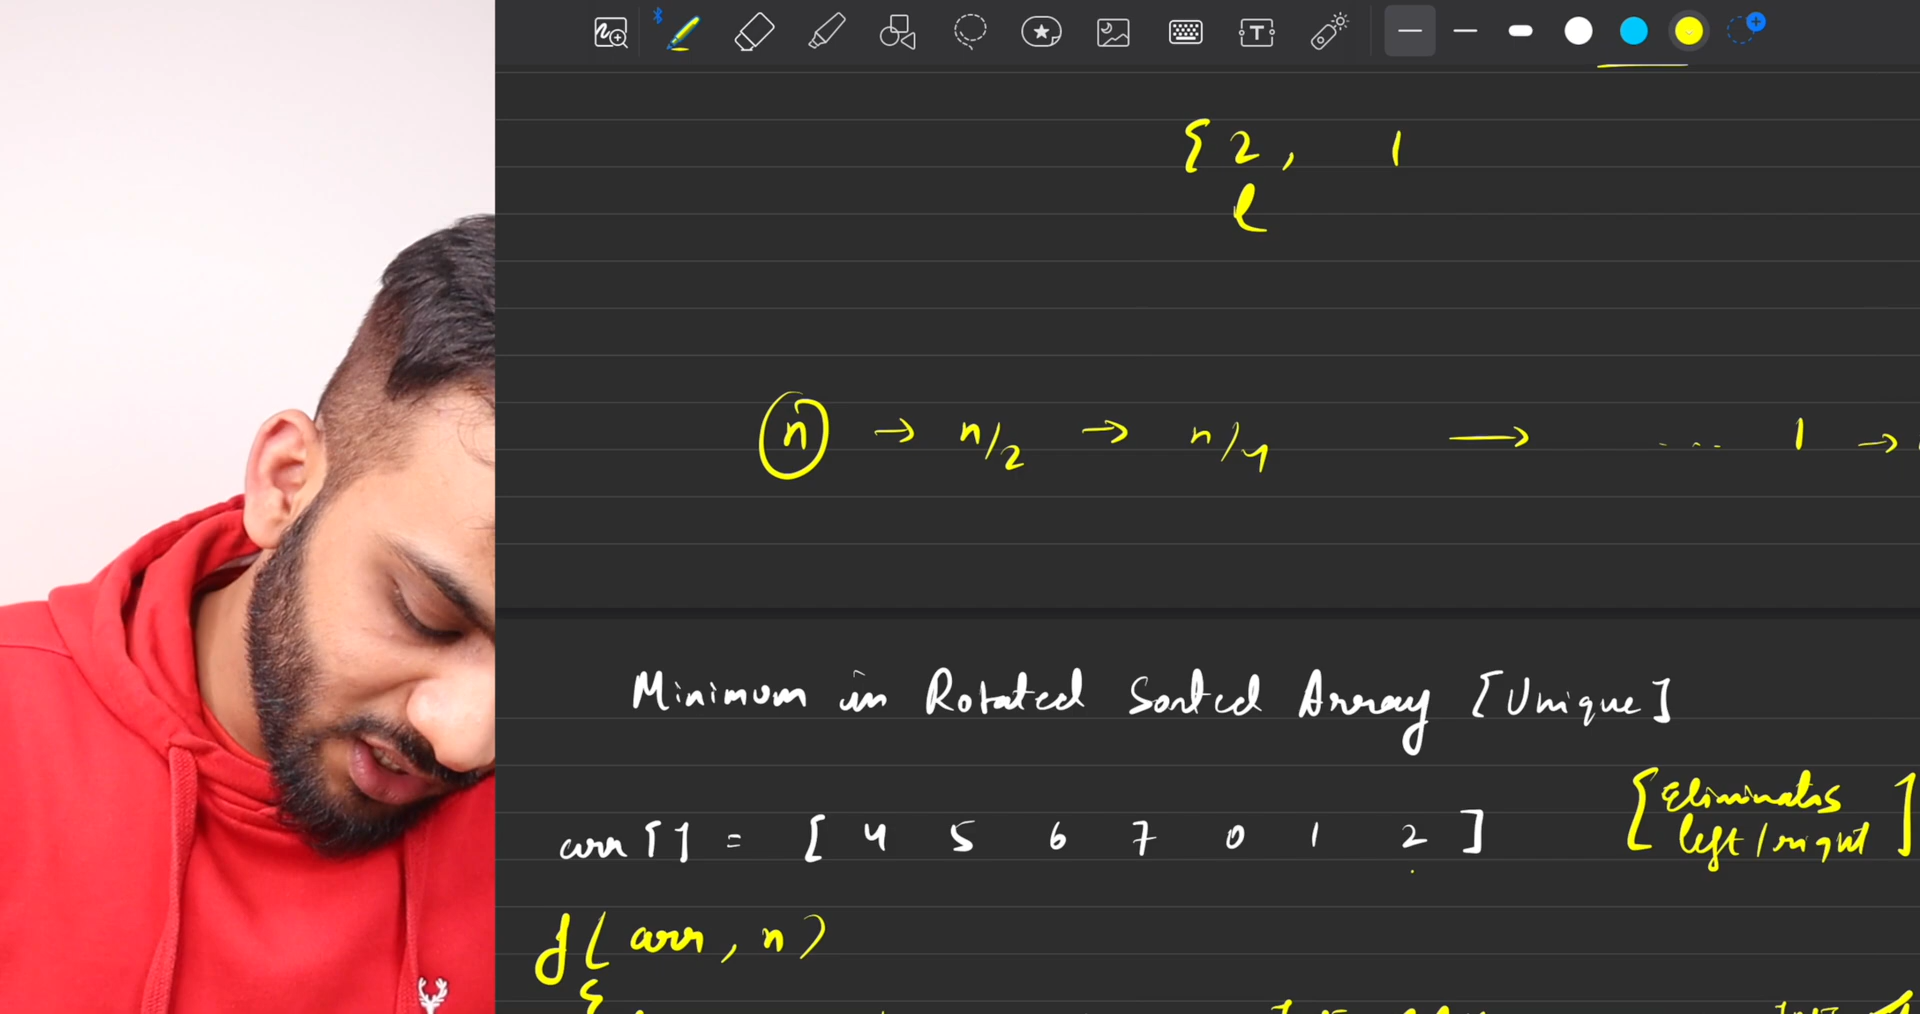 { 2, 1
l
n → n/2 → n/4 → .... 1 →
Minimum in Rotated Sorted Array [Unique]
arr[] = [ 4 5 6 7 0 1 2 ]
[Eliminates
left/right]
f( arr, n)
{